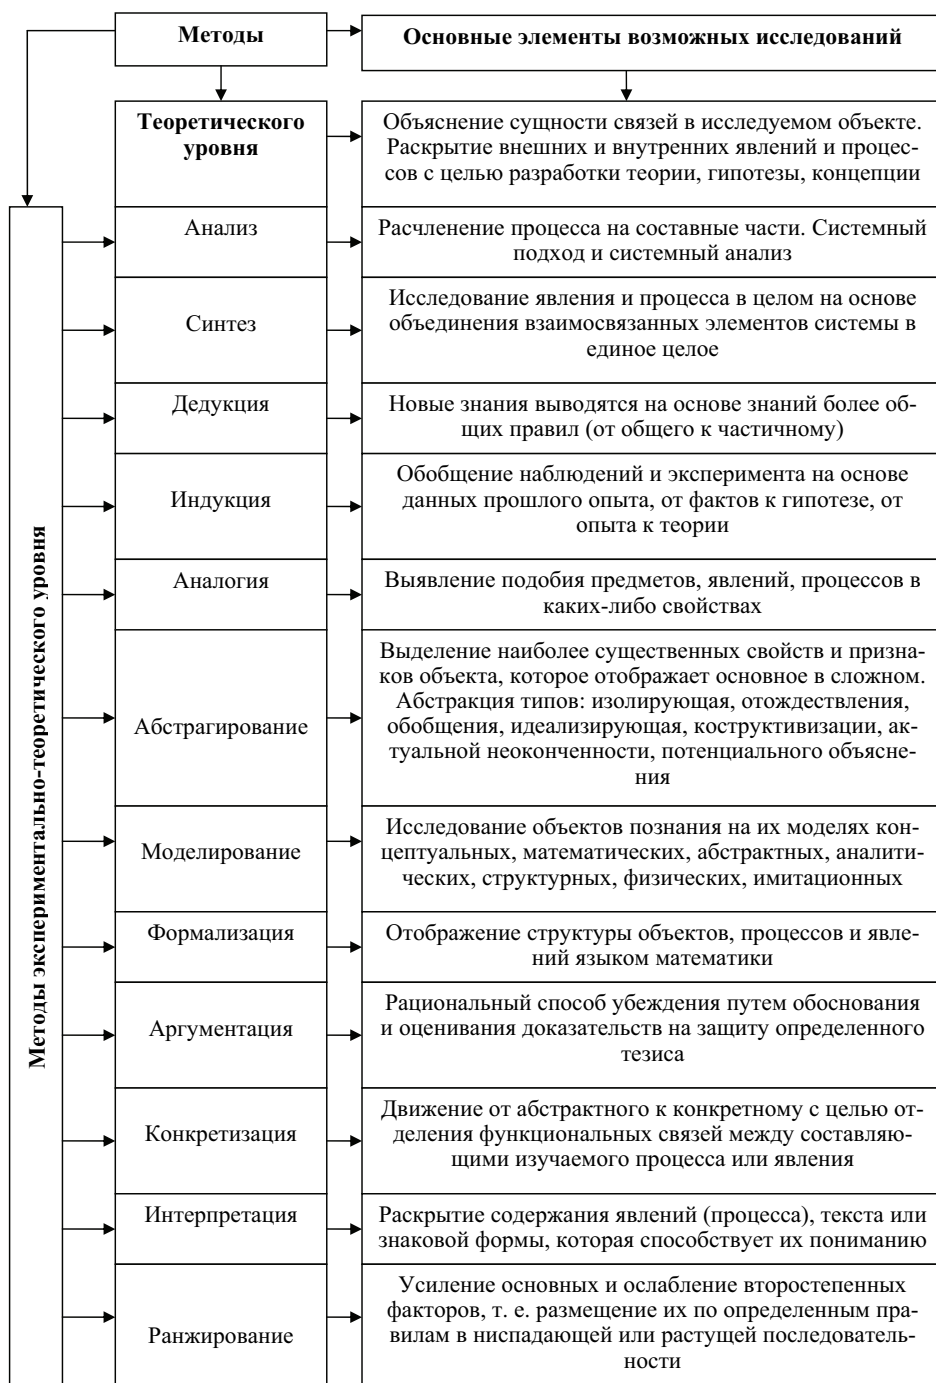 Методы
Основные элементы возможных исследований
Теоретического
уровня
Объяснение сущности связей в исследуемом объекте.
Раскрытие внешних и внутренних явлений и процес-
сов с целью разработки теории, гипотезы, концепции
Методы экспериментально-теоретического уровня
Анализ
Расчленение процесса на составные части. Системный
подход и системный анализ
Синтез
Исследование явления и процесса в целом на основе
объединения взаимосвязанных элементов системы в
единое целое
Дедукция
Новые знания выводятся на основе знаний более об-
щих правил (от общего к частичному)
Индукция
Обобщение наблюдений и эксперимента на основе
данных прошлого опыта, от фактов к гипотезе, от
опыта к теории
Аналогия
Выявление подобия предметов, явлений, процессов в
каких-либо свойствах
Абстрагирование
Выделение наиболее существенных свойств и призна-
ков объекта, которое отображает основное в сложном.
Абстракция типов: изолирующая, отождествления,
обобщения, идеализирующая, коструктивизации, ак-
туальной неоконченности, потенциального объясне-
ния
Моделирование
Исследование объектов познания на их моделях кон-
цептуальных, математических, абстрактных, аналити-
ческих, структурных, физических, имитационных
Формализация
Отображение структуры объектов, процессов и явле-
ний языком математики
Аргументация
Рациональный способ убеждения путем обоснования
и оценивания доказательств на защиту определенного
тезиса
Конкретизация
Движение от абстрактного к конкретному с целью от-
деления функциональных связей между составляю-
щими изучаемого процесса или явления
Интерпретация
Раскрытие содержания явлений (процесса), текста или
знаковой формы, которая способствует их пониманию
Ранжирование
Усиление основных и ослабление второстепенных
факторов, т. е. размещение их по определенным пра-
вилам в ниспадающей или растущей последователь-
ности